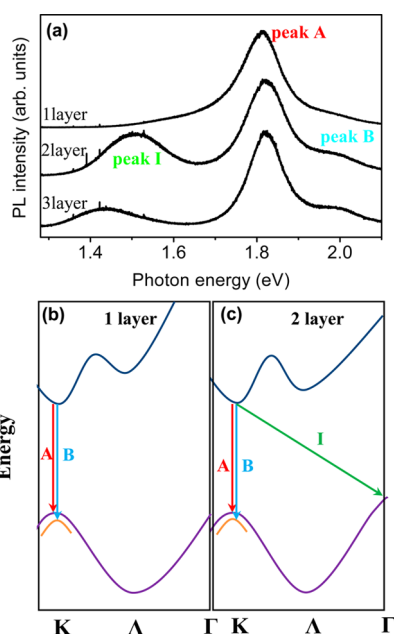 (a)
peak A
1layer
2layer
peak I
peak B
3layer
PL intensity (arb. units)
1.4 1.6 1.8 2.0
Photon energy (eV)
(b) 1 layer
(c) 2 layer
Energy
A B
A B I
K Λ Γ K Λ Γ